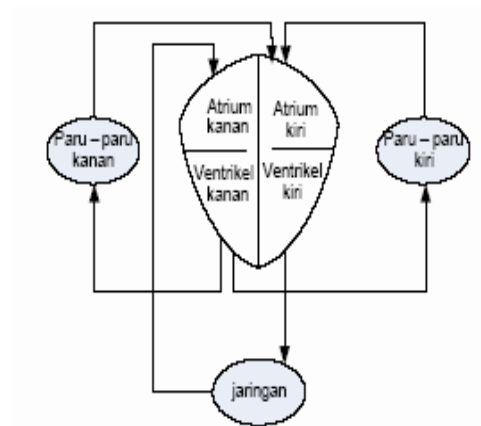 Atrium
kanan
Atrium
kiri
Paru – paru
kanan
Paru – paru
kiri
Ventrikel
kanan
Ventrikel
kiri
jaringan